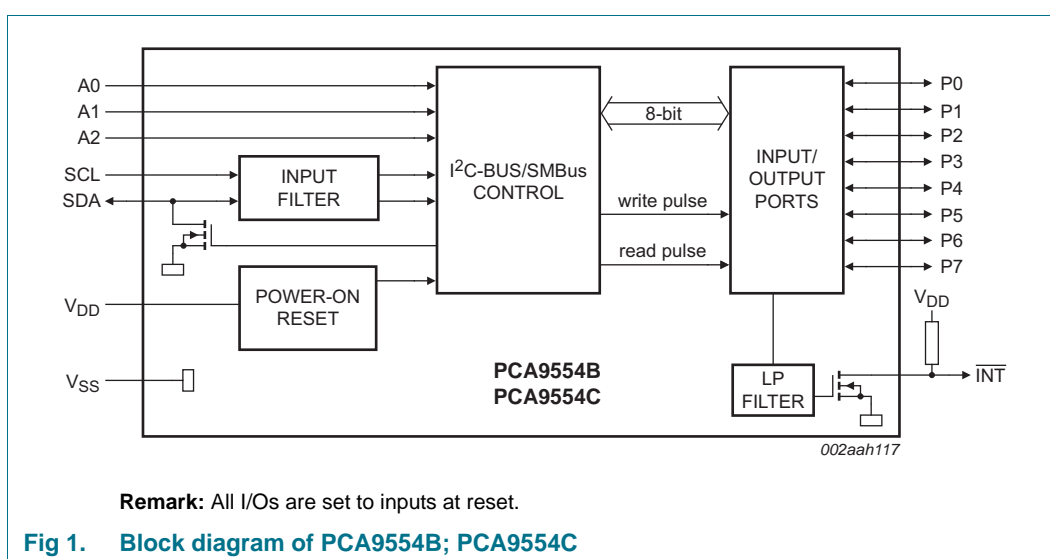 A0
A1
A2
SCL
SDA
VDD
VSS
INPUT
FILTER
POWER-ON
RESET
I2C-BUS/SMBus
CONTROL
8-bit
write pulse
read pulse
INPUT/
OUTPUT
PORTS
P0
P1
P2
P3
P4
P5
P6
P7
VDD
INT
LP
FILTER
PCA9554B
PCA9554C
002aah117
Remark: All I/Os are set to inputs at reset.
Fig 1. Block diagram of PCA9554B; PCA9554C